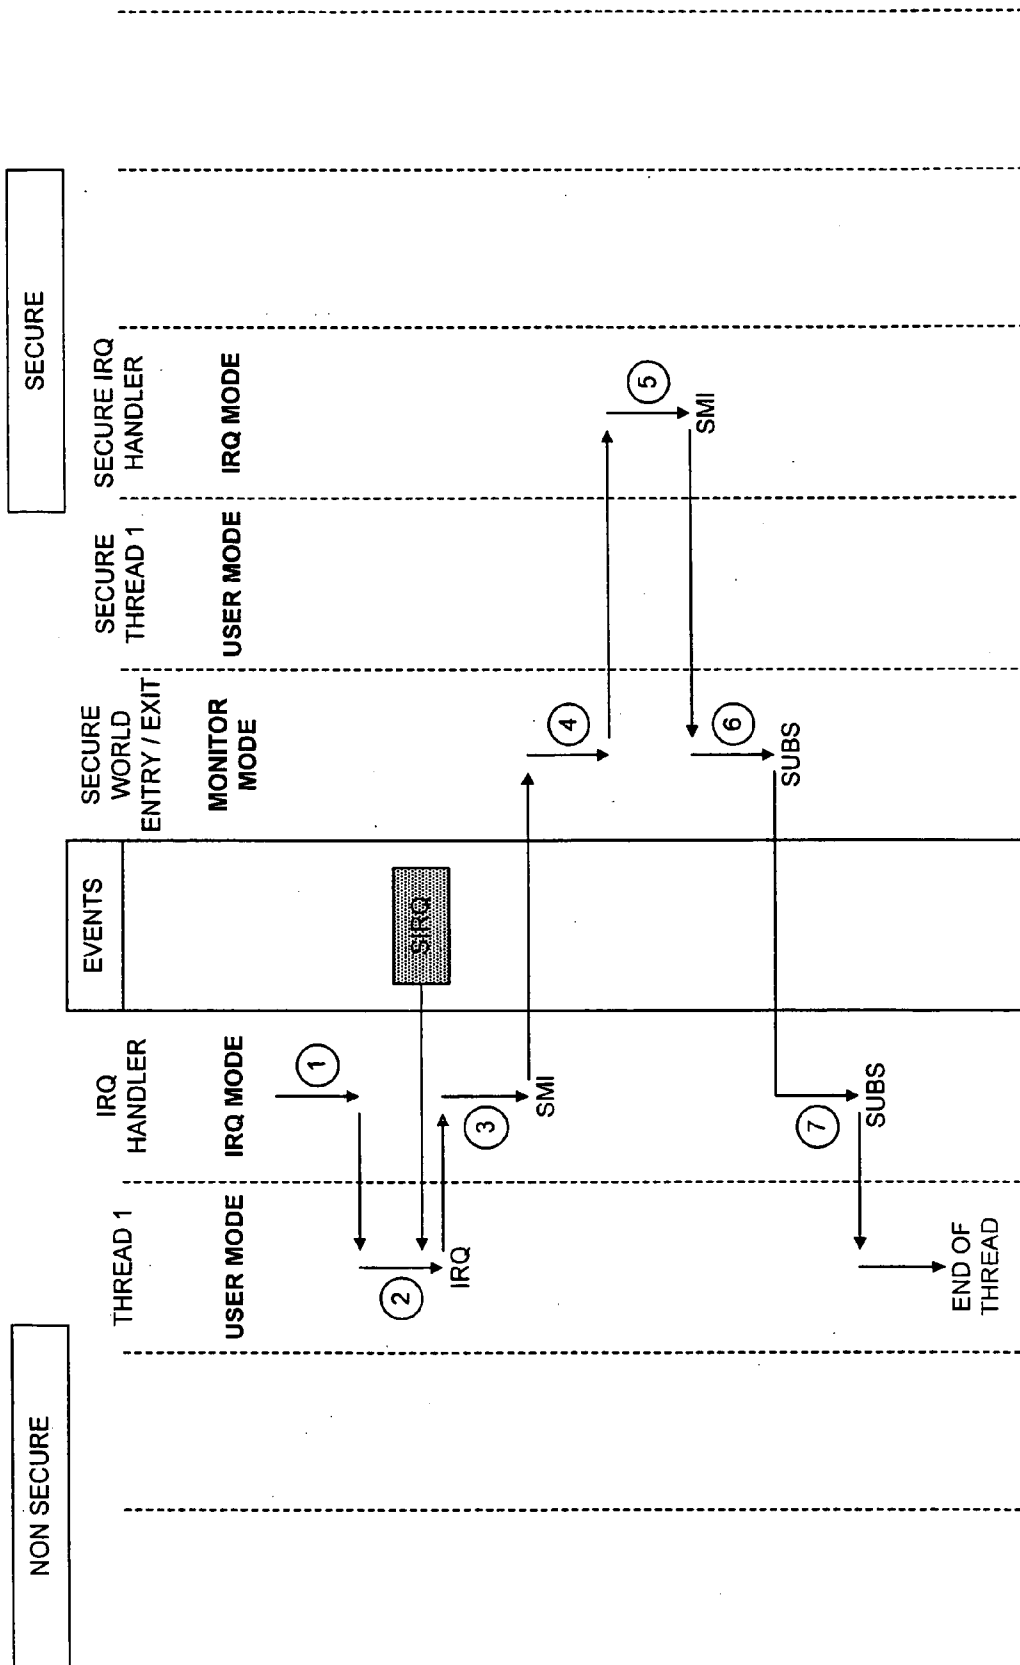 NON SECURE
SECURE
EVENTS
THREAD 1
IRQ
HANDLER
SECURE
WORLD
ENTRY / EXIT
SECURE
THREAD 1
SECURE IRQ
HANDLER
USER MODE
IRQ MODE
MONITOR
MODE
USER MODE
IRQ MODE
1
SIRQ
2
IRQ
3
SMI
4
5
SMI
6
SUBS
7
SUBS
END OF
THREAD